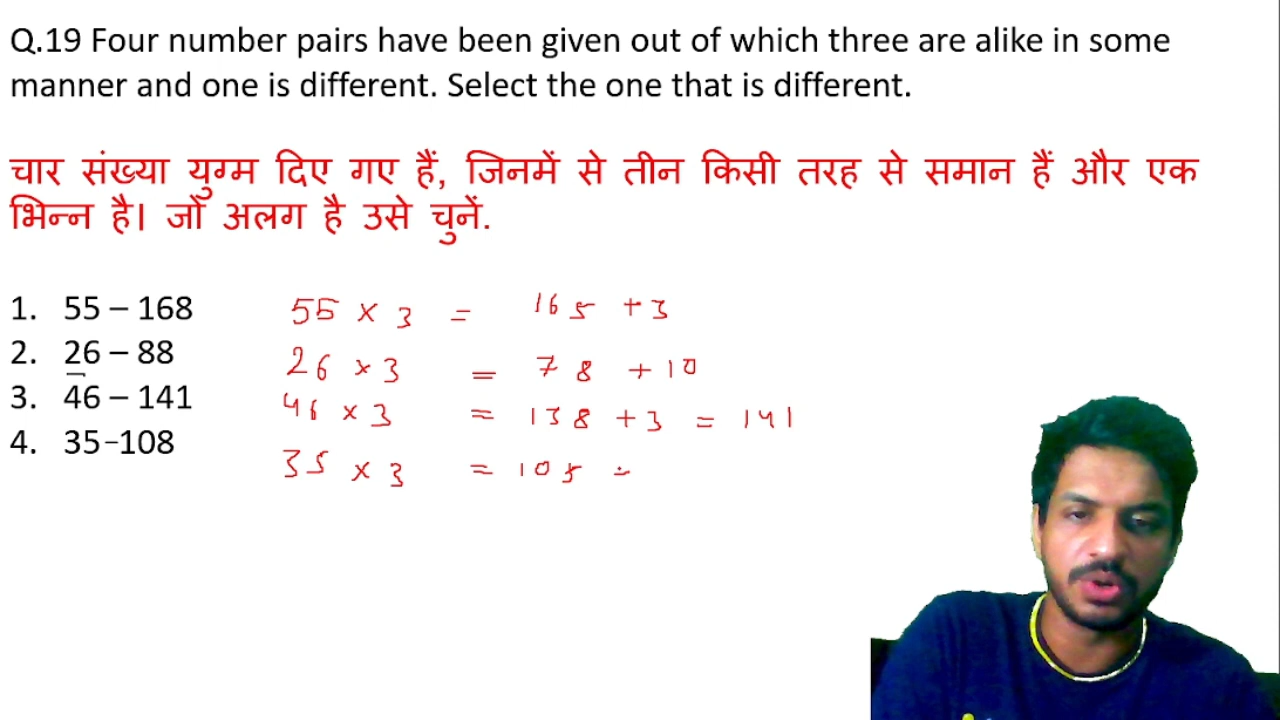 Q.19 Four number pairs have been given out of which three are alike in some
manner and one is different. Select the one that is different.
चार संख्या युग्म दिए गए हैं, जिनमें से तीन किसी तरह से समान हैं और एक
भिन्न है। जो अलग है उसे चुनें.
1. 55 – 168 55 × 3 = 165 +3
2. 26 – 88 26 × 3 = 78 +10
3. 46 – 141 46 × 3 = 138 +3 = 141
4. 35–108 35 × 3 = 105